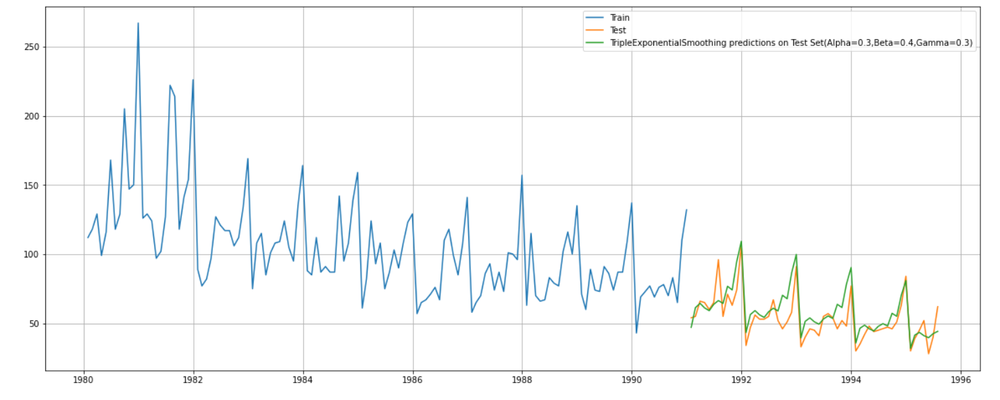 Train
Test
TripleExponentialSmoothing predictions on Test Set(Alpha=0.3,Beta=0.4,Gamma=0.3)
250
200
150
100
50
1980 1982 1984 1986 1988 1990 1992 1994 1996